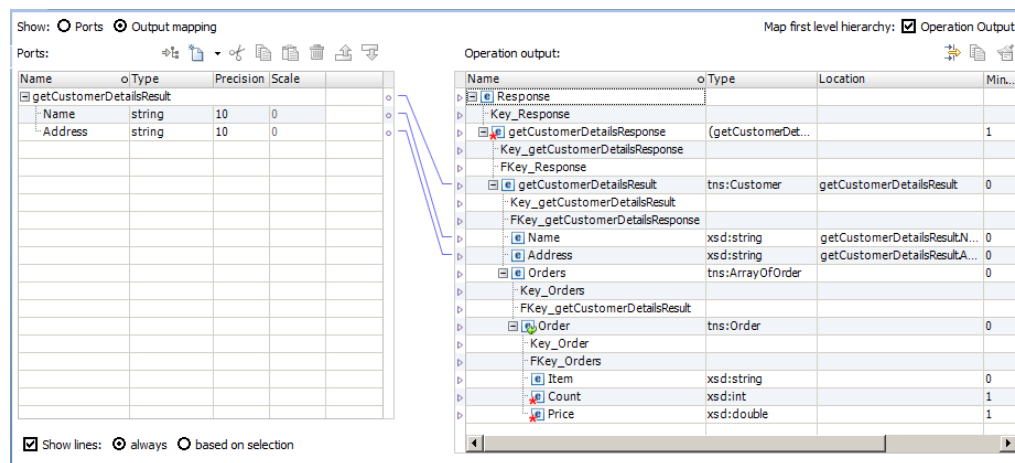 Show: Ports Output mapping Map first level hierarchy: Operation Output
Ports: Operation output:
Name Type Precision Scale Name Type Location Min...
getCustomerDetailsResult Response
Name string 10 0 Key_Response
Address string 10 0 getCustomerDetailsResponse (getCustomerDet... 1
Key_getCustomerDetailsResponse
FKey_Response
getCustomerDetailsResult tns:Customer getCustomerDetailsResult 0
Key_getCustomerDetailsResult
FKey_getCustomerDetailsResponse
Name xsd:string getCustomerDetailsResult.N... 0
Address xsd:string getCustomerDetailsResult.A... 0
Orders tns:ArrayOfOrder 0
Key_Orders
FKey_getCustomerDetailsResult
Order tns:Order 0
Key_Order
FKey_Orders
Item xsd:string 0
Count xsd:int 1
Price xsd:double 1
Show lines: always based on selection